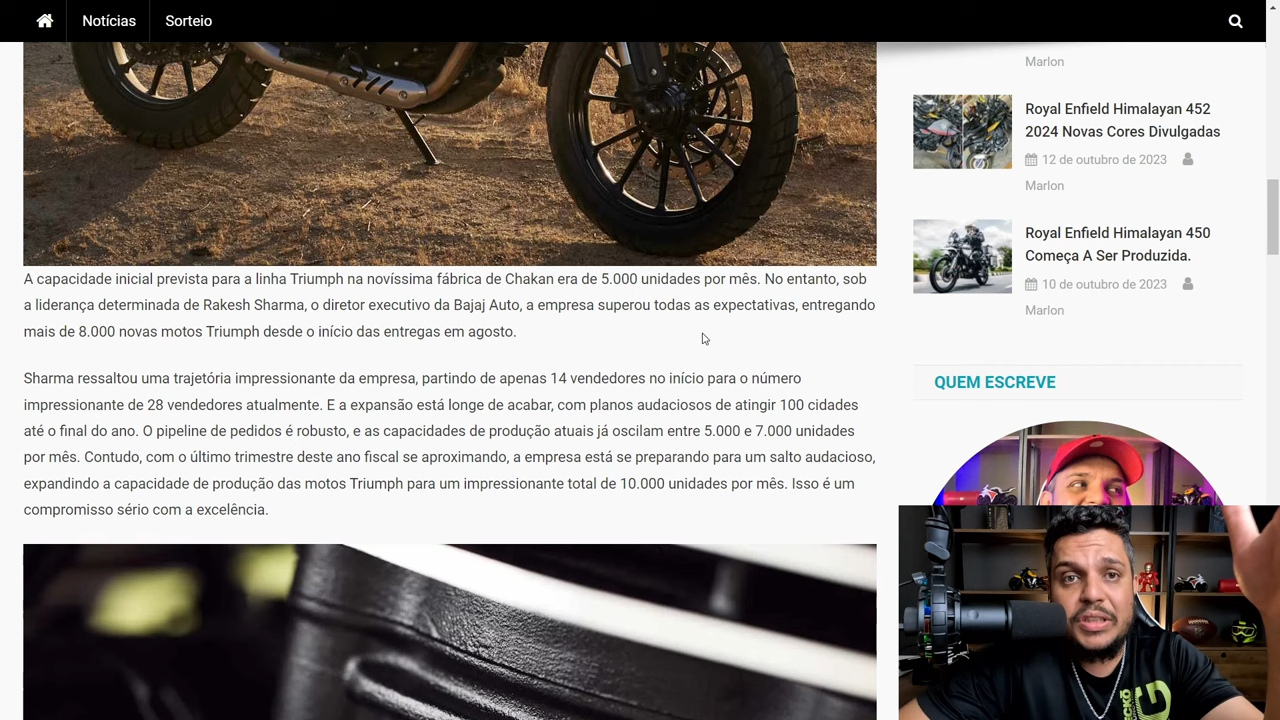 Notícias
Sorteio
Marlon
Royal Enfield Himalayan 452
2024 Novas Cores Divulgadas
12 de outubro de 2023
Marlon
Royal Enfield Himalayan 450
Começa A Ser Produzida.
10 de outubro de 2023
Marlon
A capacidade inicial prevista para a linha Triumph na novíssima fábrica de Chakan era de 5.000 unidades por mês. No entanto, sob
a liderança determinada de Rakesh Sharma, o diretor executivo da Bajaj Auto, a empresa superou todas as expectativas, entregando
mais de 8.000 novas motos Triumph desde o início das entregas em agosto.
Sharma ressaltou uma trajetória impressionante da empresa, partindo de apenas 14 vendedores no início para o número
impressionante de 28 vendedores atualmente. E a expansão está longe de acabar, com planos audaciosos de atingir 100 cidades
até o final do ano. O pipeline de pedidos é robusto, e as capacidades de produção atuais já oscilam entre 5.000 e 7.000 unidades
por mês. Contudo, com o último trimestre deste ano fiscal se aproximando, a empresa está se preparando para um salto audacioso,
expandindo a capacidade de produção das motos Triumph para um impressionante total de 10.000 unidades por mês. Isso é um
compromisso sério com a excelência.
QUEM ESCREVE